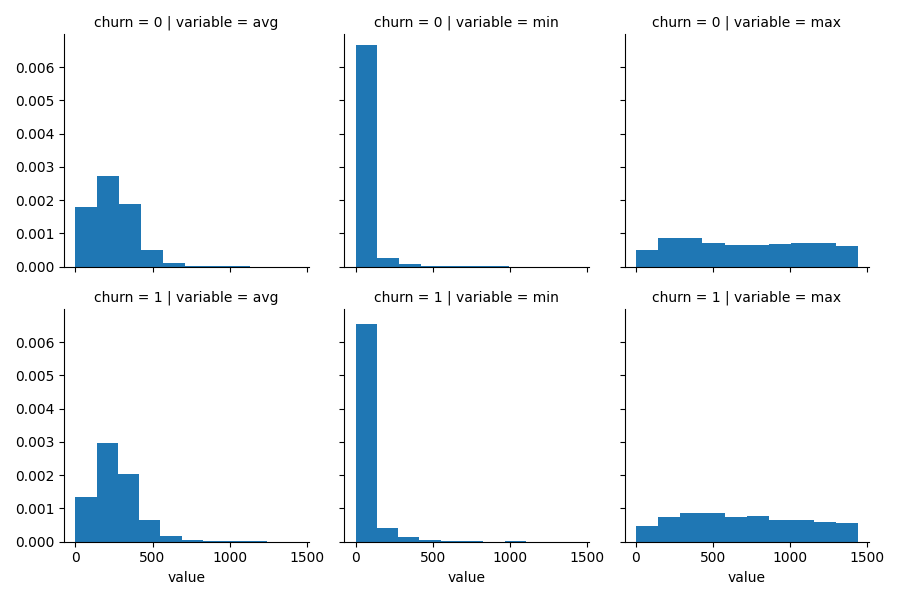 churn = 0 | variable = avg
churn = 0 | variable = min
churn = 0 | variable = max
0.006
0.005
0.004
0.003
0.002
0.001
0.000
churn = 1 | variable = avg
churn = 1 | variable = min
churn = 1 | variable = max
0.006
0.005
0.004
0.003
0.002
0.001
0.000
0 500 1000 1500
0 500 1000 1500
0 500 1000 1500
value
value
value